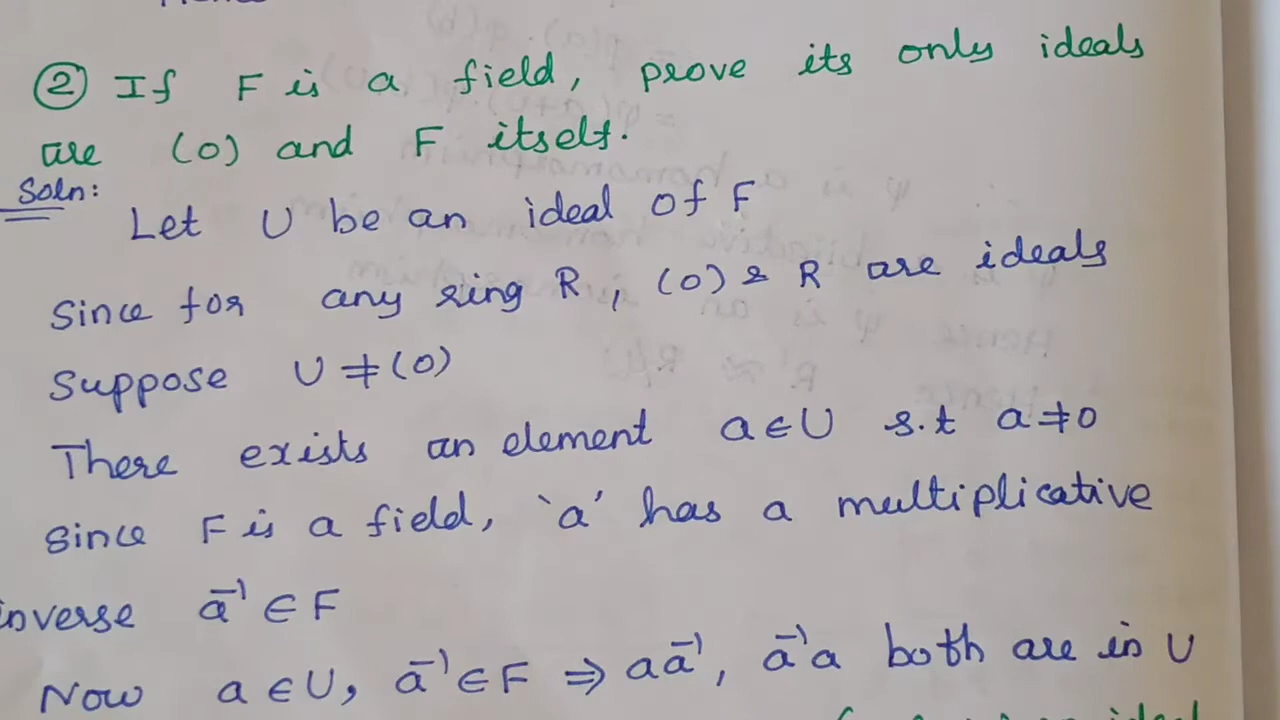 ② If F is a field, prove its only ideals
are (0) and F itself.
Soln:
Let U be an ideal of F
Since for any ring R, (0) & R are ideals
Suppose U ≠ (0)
There exists an element a ∈ U s.t a ≠ 0
since F is a field, 'a' has a multiplicative
inverse a⁻¹ ∈ F
Now a ∈ U, a⁻¹ ∈ F ⇒ aa⁻¹, a⁻¹a both are in U
ideal